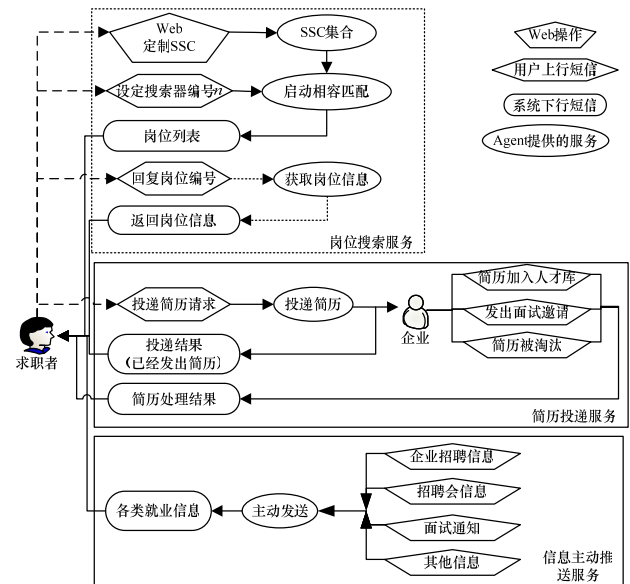 Web
定制SSC
SSC集合
Web操作
设定搜索器编号n
启动相容匹配
用户上行短信
系统下行短信
岗位列表
Agent提供的服务
回复岗位编号
获取岗位信息
返回岗位信息
岗位搜索服务
简历加入人才库
投递简历请求
投递简历
发出面试邀请
企业
投递结果
(已经发出简历)
简历被淘汰
求职者
简历处理结果
简历投递服务
企业招聘信息
招聘会信息
各类就业信息
主动发送
面试通知
其他信息
信息主动推
送服务